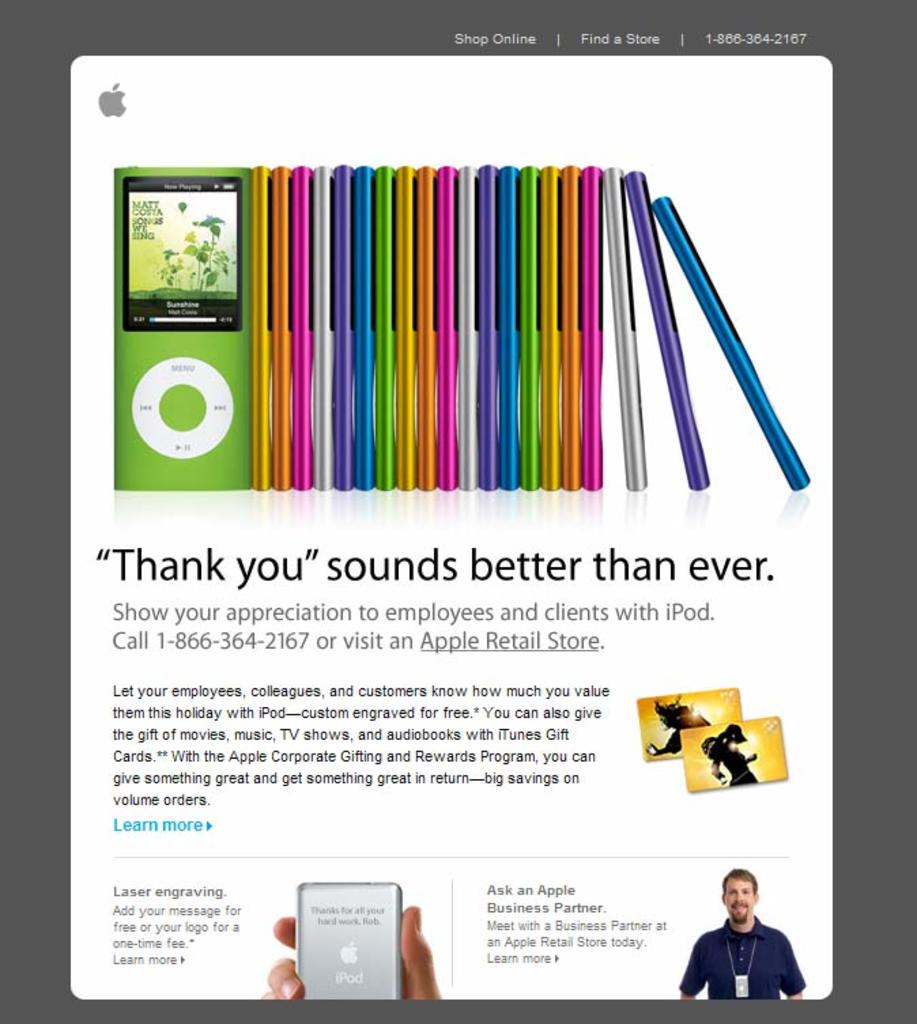 Shop Online | Find a Store | 1-866-364-2167
Now Playing
MATT
COSTA
SONGS
WE
SING
Sunshine
Matt Costa
MENU
“Thank you” sounds better than ever.
Show your appreciation to employees and clients with iPod.
Call 1-866-364-2167 or visit an Apple Retail Store.
Let your employees, colleagues, and customers know how much you value
them this holiday with iPod—custom engraved for free.* You can also give
the gift of movies, music, TV shows, and audiobooks with iTunes Gift
Cards.** With the Apple Corporate Gifting and Rewards Program, you can
give something great and get something great in return—big savings on
volume orders.
Learn more
Laser engraving.
Add your message for
free or your logo for a
one-time fee.*
Learn more
Thanks for all your
hard work, Rob.
iPod
Ask an Apple
Business Partner.
Meet with a Business Partner at
an Apple Retail Store today.
Learn more